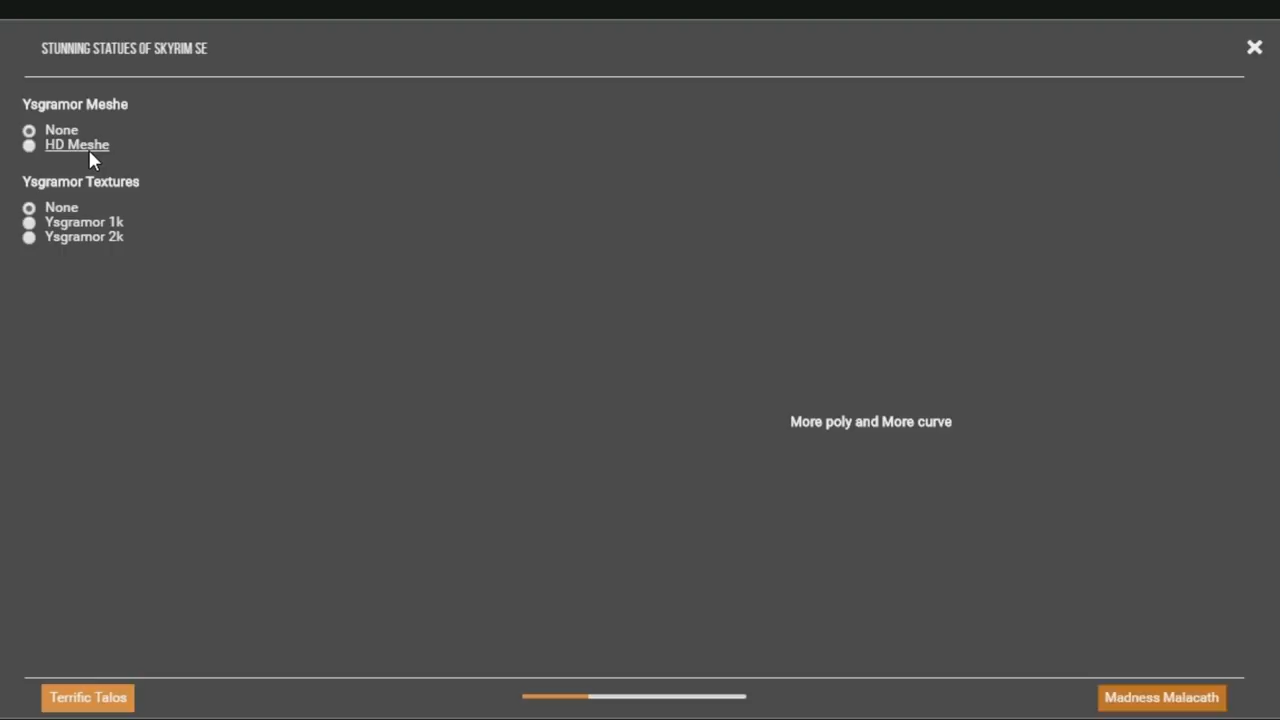 STUNNING STATUES OF SKYRIM SE
Ysgramor Meshe
None
HD Meshe
Ysgramor Textures
None
Ysgramor 1k
Ysgramor 2k
More poly and More curve
Terrific Talos
Madness Malacath